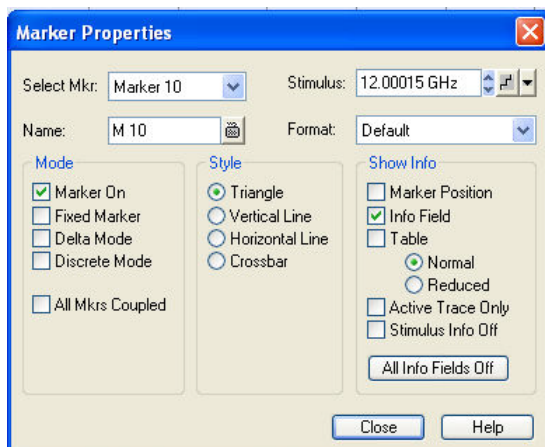 Marker Properties
Select Mkr: Marker 10 Stimulus: 12.00015 GHz
Name: M 10 Format: Default
Mode Style Show Info
Marker On Triangle Marker Position
Fixed Marker Vertical Line Info Field
Delta Mode Horizontal Line Table
Discrete Mode Crossbar Normal
Reduced
All Mkrs Coupled Active Trace Only
Stimulus Info Off
All Info Fields Off
Close Help